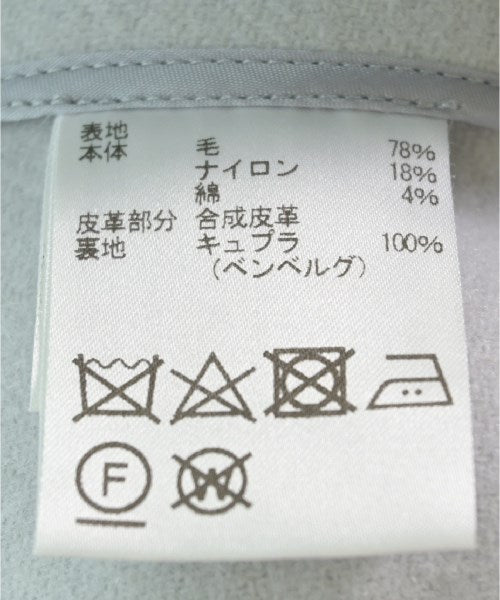 表地
本体 毛 78%
ナイロン 18%
綿 4%
皮革部分 合成皮革
裏地 キュプラ 100%
(ベンベルグ)
F W